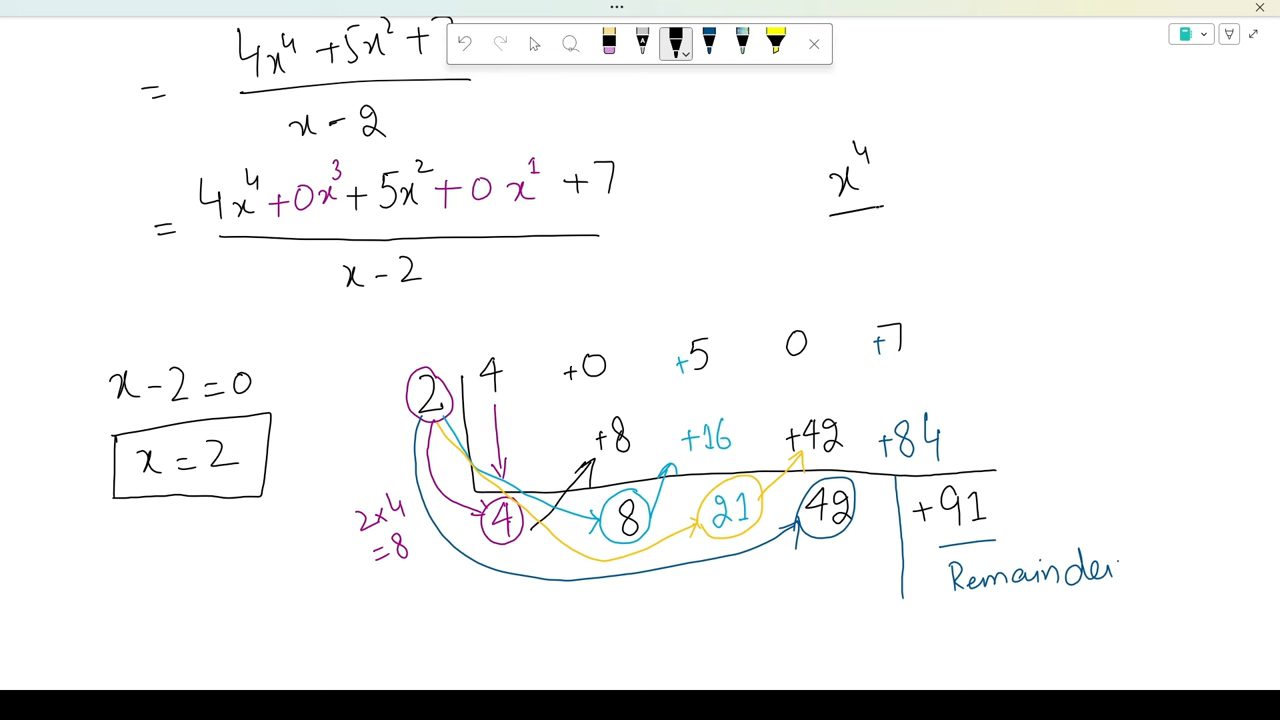 4x⁴ + 5x² + 7
=
x - 2
4x⁴ + 0x³ + 5x² + 0x¹ + 7
=
x - 2
x⁴
x - 2 = 0
x = 2
2 4 +0 +5 0 +7
+8 +16 +42 +84
2×4
= 8
4 8 21 42 +91
Remainder